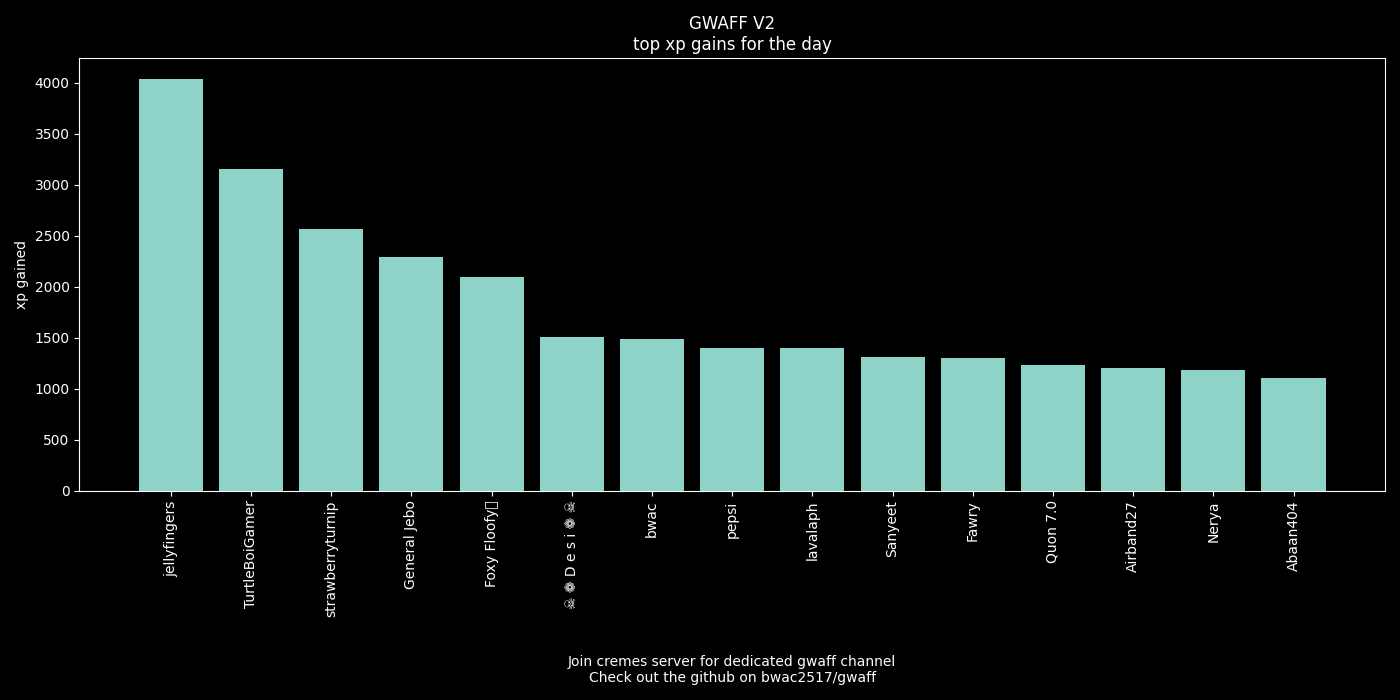 GWAFF V2
top xp gains for the day
xp gained
4000
3500
3000
2500
2000
1500
1000
500
0
jellyfingers
TurtleBoiGamer
strawberryturnip
General Jebo
Foxy Floofy
☠ ❁ D e s i ❁ ☠
bwac
pepsi
lavalaph
Sanyeet
Fawry
Quon 7.0
Airband27
Nerya
Abaan404
Join cremes server for dedicated gwaff channel
Check out the github on bwac2517/gwaff